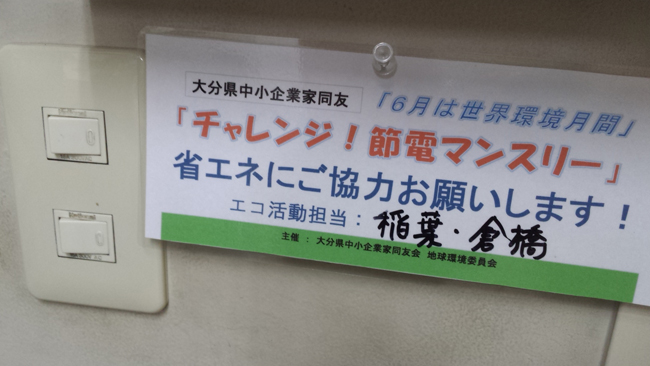 大分県中小企業家同友
「6月は世界環境月間」
「チャレンジ！節電マンスリー」
省エネにご協力お願いします！
エコ活動担当：稲葉・倉橋
主催：大分県中小企業家同友会 地球環境委員会